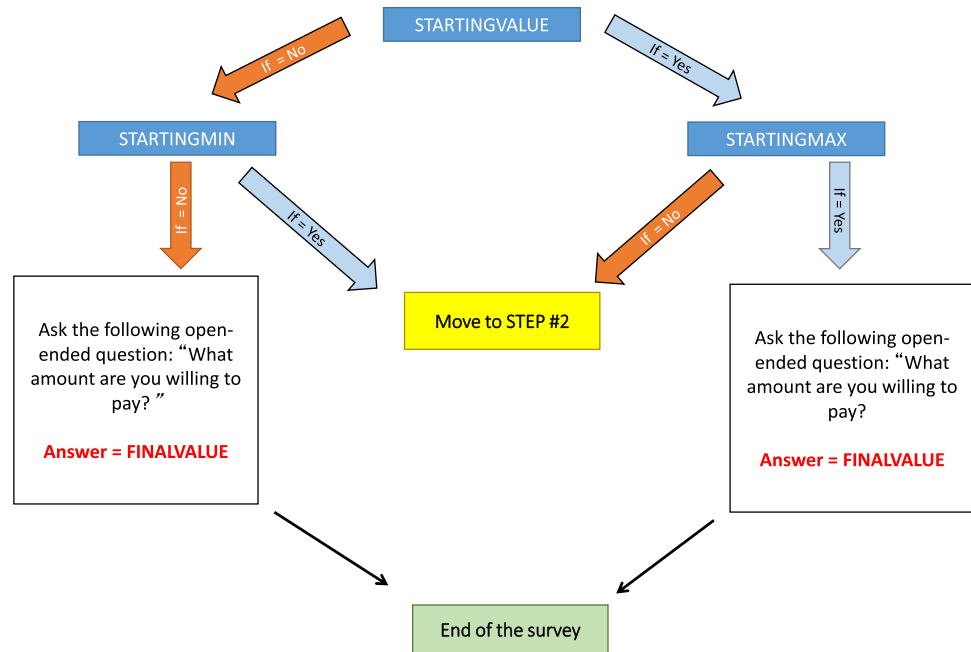 STARTINGVALUE
If = No
If = Yes
STARTINGMIN
STARTINGMAX
If = No
If = Yes
If = No
If = Yes
Move to STEP #2
Ask the following open-
ended question: “What
amount are you willing to
pay? ”
Answer = FINALVALUE
Ask the following open-
ended question: “What
amount are you willing to
pay?
Answer = FINALVALUE
End of the survey